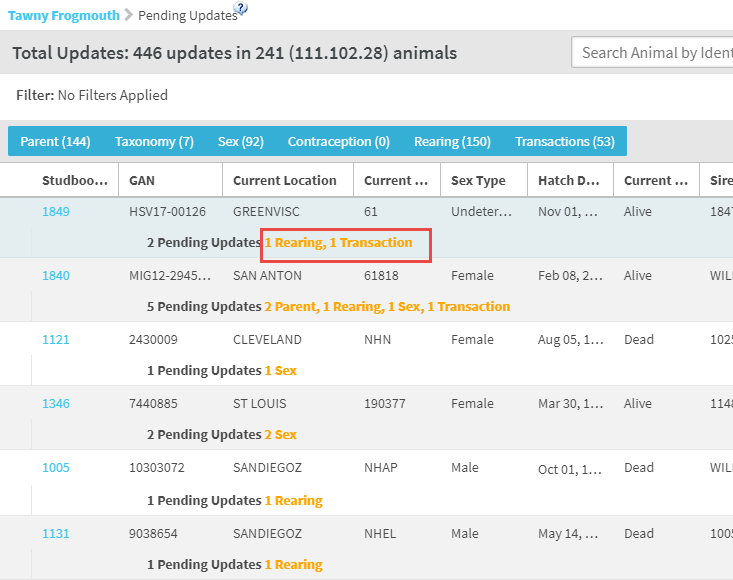 Tawny Frogmouth > Pending Updates ?
Total Updates: 446 updates in 241 (111.102.28) animals Search Animal by Ident
Filter: No Filters Applied
Parent (144) Taxonomy (7) Sex (92) Contraception (0) Rearing (150) Transactions (53)
Studboo... GAN Current Location Current ... Sex Type Hatch D... Current ... Sire
1849 HSV17-00126 GREENVISC 61 Undeter... Nov 01, ... Alive 1847
2 Pending Updates 1 Rearing, 1 Transaction
1840 MIG12-2945... SAN ANTON 61818 Female Feb 08, 2... Alive WIL
5 Pending Updates 2 Parent, 1 Rearing, 1 Sex, 1 Transaction
1121 2430009 CLEVELAND NHN Female Aug 05, 1... Dead 1025
1 Pending Updates 1 Sex
1346 7440885 ST LOUIS 190377 Female Mar 30, 1... Alive 1148
2 Pending Updates 2 Sex
1005 10303072 SANDIEGOZ NHAP Male Oct 01, 1... Dead WIL
1 Pending Updates 1 Rearing
1131 9038654 SANDIEGOZ NHEL Male May 14, ... Dead 1005
1 Pending Updates 1 Rearing